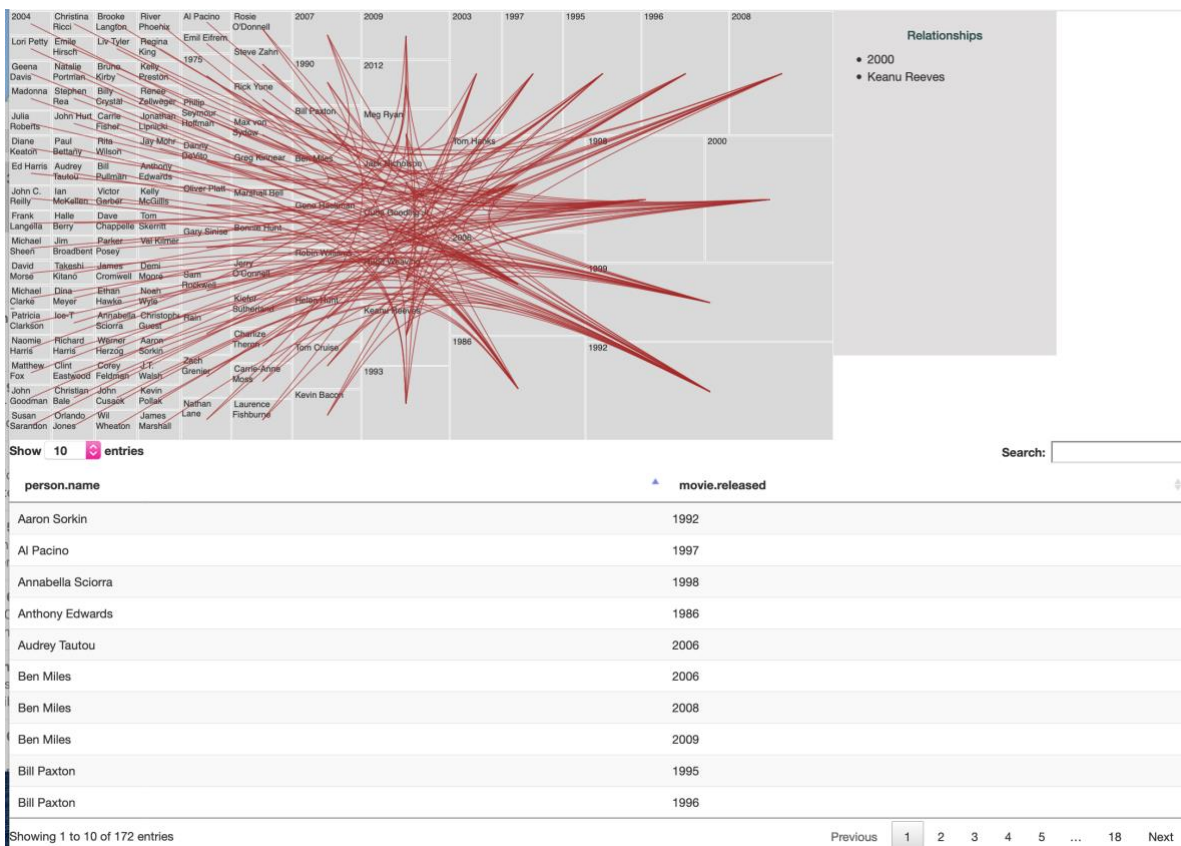 2004
Christina
Ricci
Brooke
Langton
River
Phoenix
Al Pacino
Rosie
O'Donnell
2007
2009
2003
1997
1995
1996
2008
Relationships
• 2000
• Keanu Reeves
Lori Petty
Emile
Hirsch
Liv Tyler
Regina
King
Emil Eifrem
Steve Zahn
1975
1990
2012
Geena
Davis
Natalie
Portman
Bruno
Kirby
Kelly
Preston
Rick Yune
Madonna
Stephen
Rea
Billy
Crystal
Renee
Zellweger
Philip
Seymour
Hoffman
Bill Paxton
Meg Ryan
Julia
Roberts
John Hurt
Carrie
Fisher
Jonathan
Lipnicki
Max von
Sydow
Diane
Keaton
Paul
Bettany
Rita
Wilson
Jay Mohr
Danny
DeVito
Greg Kinnear
Ben Miles
Jack Nicholson
Tom Hanks
1998
2000
Ed Harris
Audrey
Tautou
Bill
Pullman
Anthony
Edwards
John C.
Reilly
Ian
McKellen
Victor
Garber
Kelly
McGillis
Oliver Platt
Marshall Bell
Gene Hackman
Cuba Gooding Jr.
Frank
Langella
Halle
Berry
Dave
Chappelle
Tom
Skerritt
Gary Sinise
Bonnie Hunt
2006
Michael
Sheen
Jim
Broadbent
Parker
Posey
Val Kilmer
Robin Williams
Hugo Weaving
David
Morse
Takeshi
Kitano
James
Cromwell
Demi
Moore
Sam
Rockwell
Jerry
O'Connell
1999
Michael
Clarke
Dina
Meyer
Ethan
Hawke
Noah
Wyle
Kiefer
Sutherland
Helen Hunt
Keanu Reeves
Patricia
Clarkson
Ice-T
Annabella
Sciorra
Christophe
Guest
Rain
Naomie
Harris
Richard
Harris
Werner
Herzog
Aaron
Sorkin
Charlize
Theron
Tom Cruise
1986
1992
Matthew
Fox
Clint
Eastwood
Corey
Feldman
J.T.
Walsh
Zach
Grenier
Carrie-Anne
Moss
1993
John
Goodman
Christian
Bale
John
Cusack
Kevin
Pollak
Nathan
Lane
Laurence
Fishburne
Kevin Bacon
Susan
Sarandon
Orlando
Jones
Wil
Wheaton
James
Marshall
Show 10 entries
Search:
person.name movie.released
Aaron Sorkin 1992
Al Pacino 1997
Annabella Sciorra 1998
Anthony Edwards 1986
Audrey Tautou 2006
Ben Miles 2006
Ben Miles 2008
Ben Miles 2009
Bill Paxton 1995
Bill Paxton 1996
Showing 1 to 10 of 172 entries
Previous 1 2 3 4 5 … 18 Next